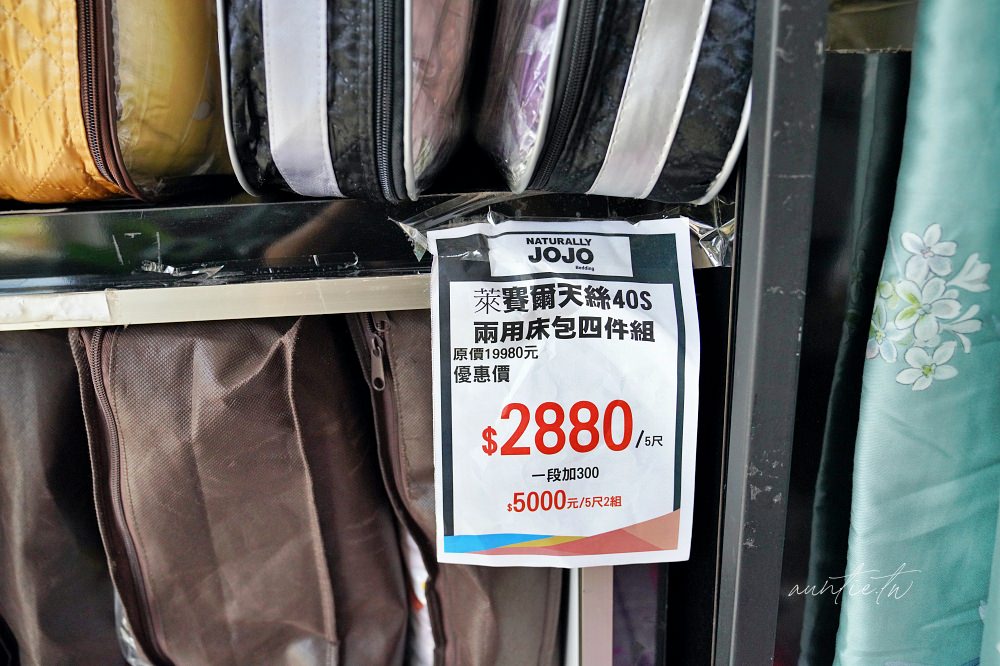 NATURALLY
JOJO
Bedding
萊賽爾天絲40S
兩用床包四件組
原價19980元
優惠價
$2880/5尺
一段加300
$5000元/5尺2組
auntie.tw